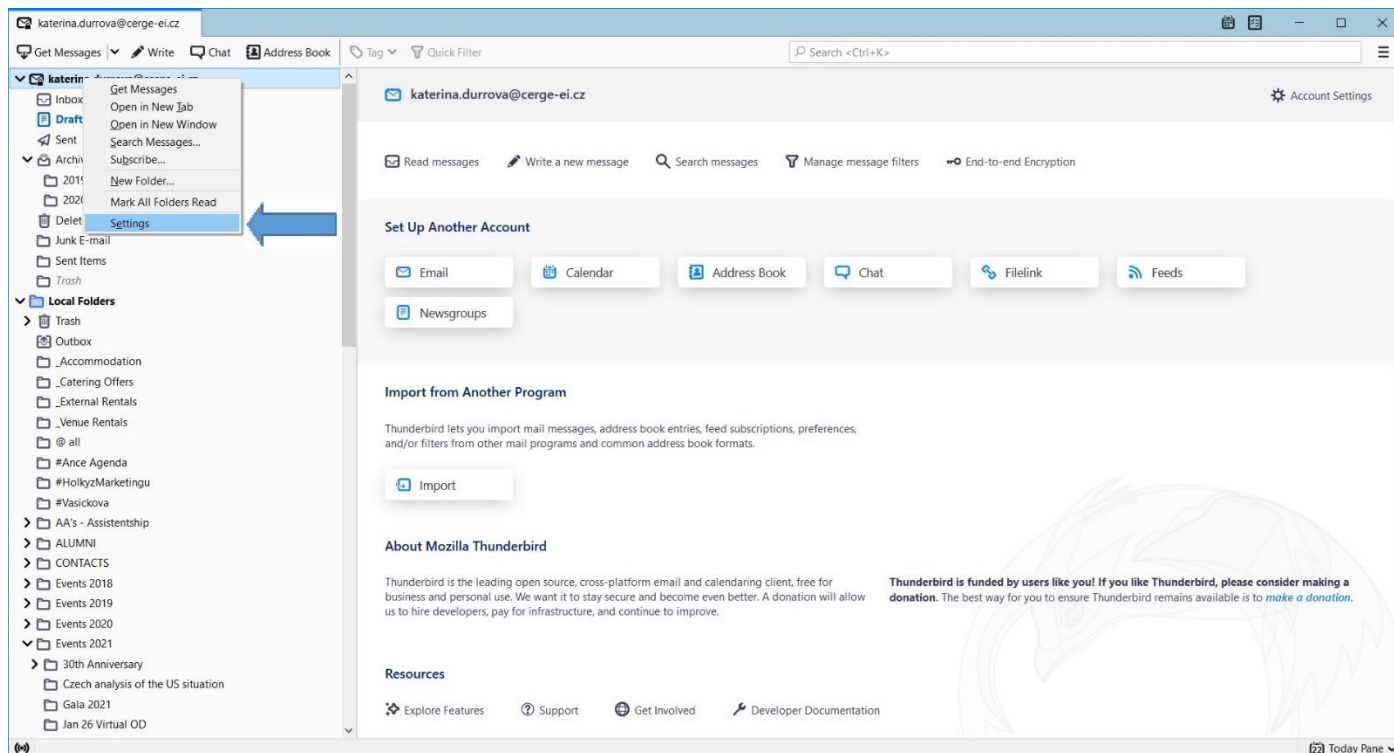 katerina.durrova@cerge-ei.cz
Get Messages Write Chat Address Book Tag Quick Filter Search <Ctrl+K>
Get Messages
Open in New Tab
Open in New Window
Search Messages...
Subscribe...
New Folder...
Mark All Folders Read
Settings
Inbox
Sent
Junk E-mail
Sent Items
Trash
Local Folders
Trash
Outbox
_Accommodation
_Catering Offers
_External Rentals
_Venue Rentals
@ all
#Ance Agenda
#HolkyzMarketingu
#Vasickova
AA's - Assistentship
ALUMNI
CONTACTS
Events 2018
Events 2019
Events 2020
Events 2021
30th Anniversary
Czech analysis of the US situation
Gala 2021
Jan 26 Virtual OD
katerina.durrova@cerge-ei.cz Account Settings
Read messages Write a new message Search messages Manage message filters End-to-end Encryption
Set Up Another Account
Email Calendar Address Book Chat Filelink Feeds
Newsgroups
Import from Another Program
Thunderbird lets you import mail messages, address book entries, feed subscriptions, preferences,
and/or filters from other mail programs and common address book formats.
Import
About Mozilla Thunderbird
Thunderbird is the leading open source, cross-platform email and calendaring client, free for
business and personal use. We want it to stay secure and become even better. A donation will allow
us to hire developers, pay for infrastructure, and continue to improve.
Thunderbird is funded by users like you! If you like Thunderbird, please consider making a
donation. The best way for you to ensure Thunderbird remains available is to make a donation.
Resources
Explore Features Support Get Involved Developer Documentation
22 Today Pane